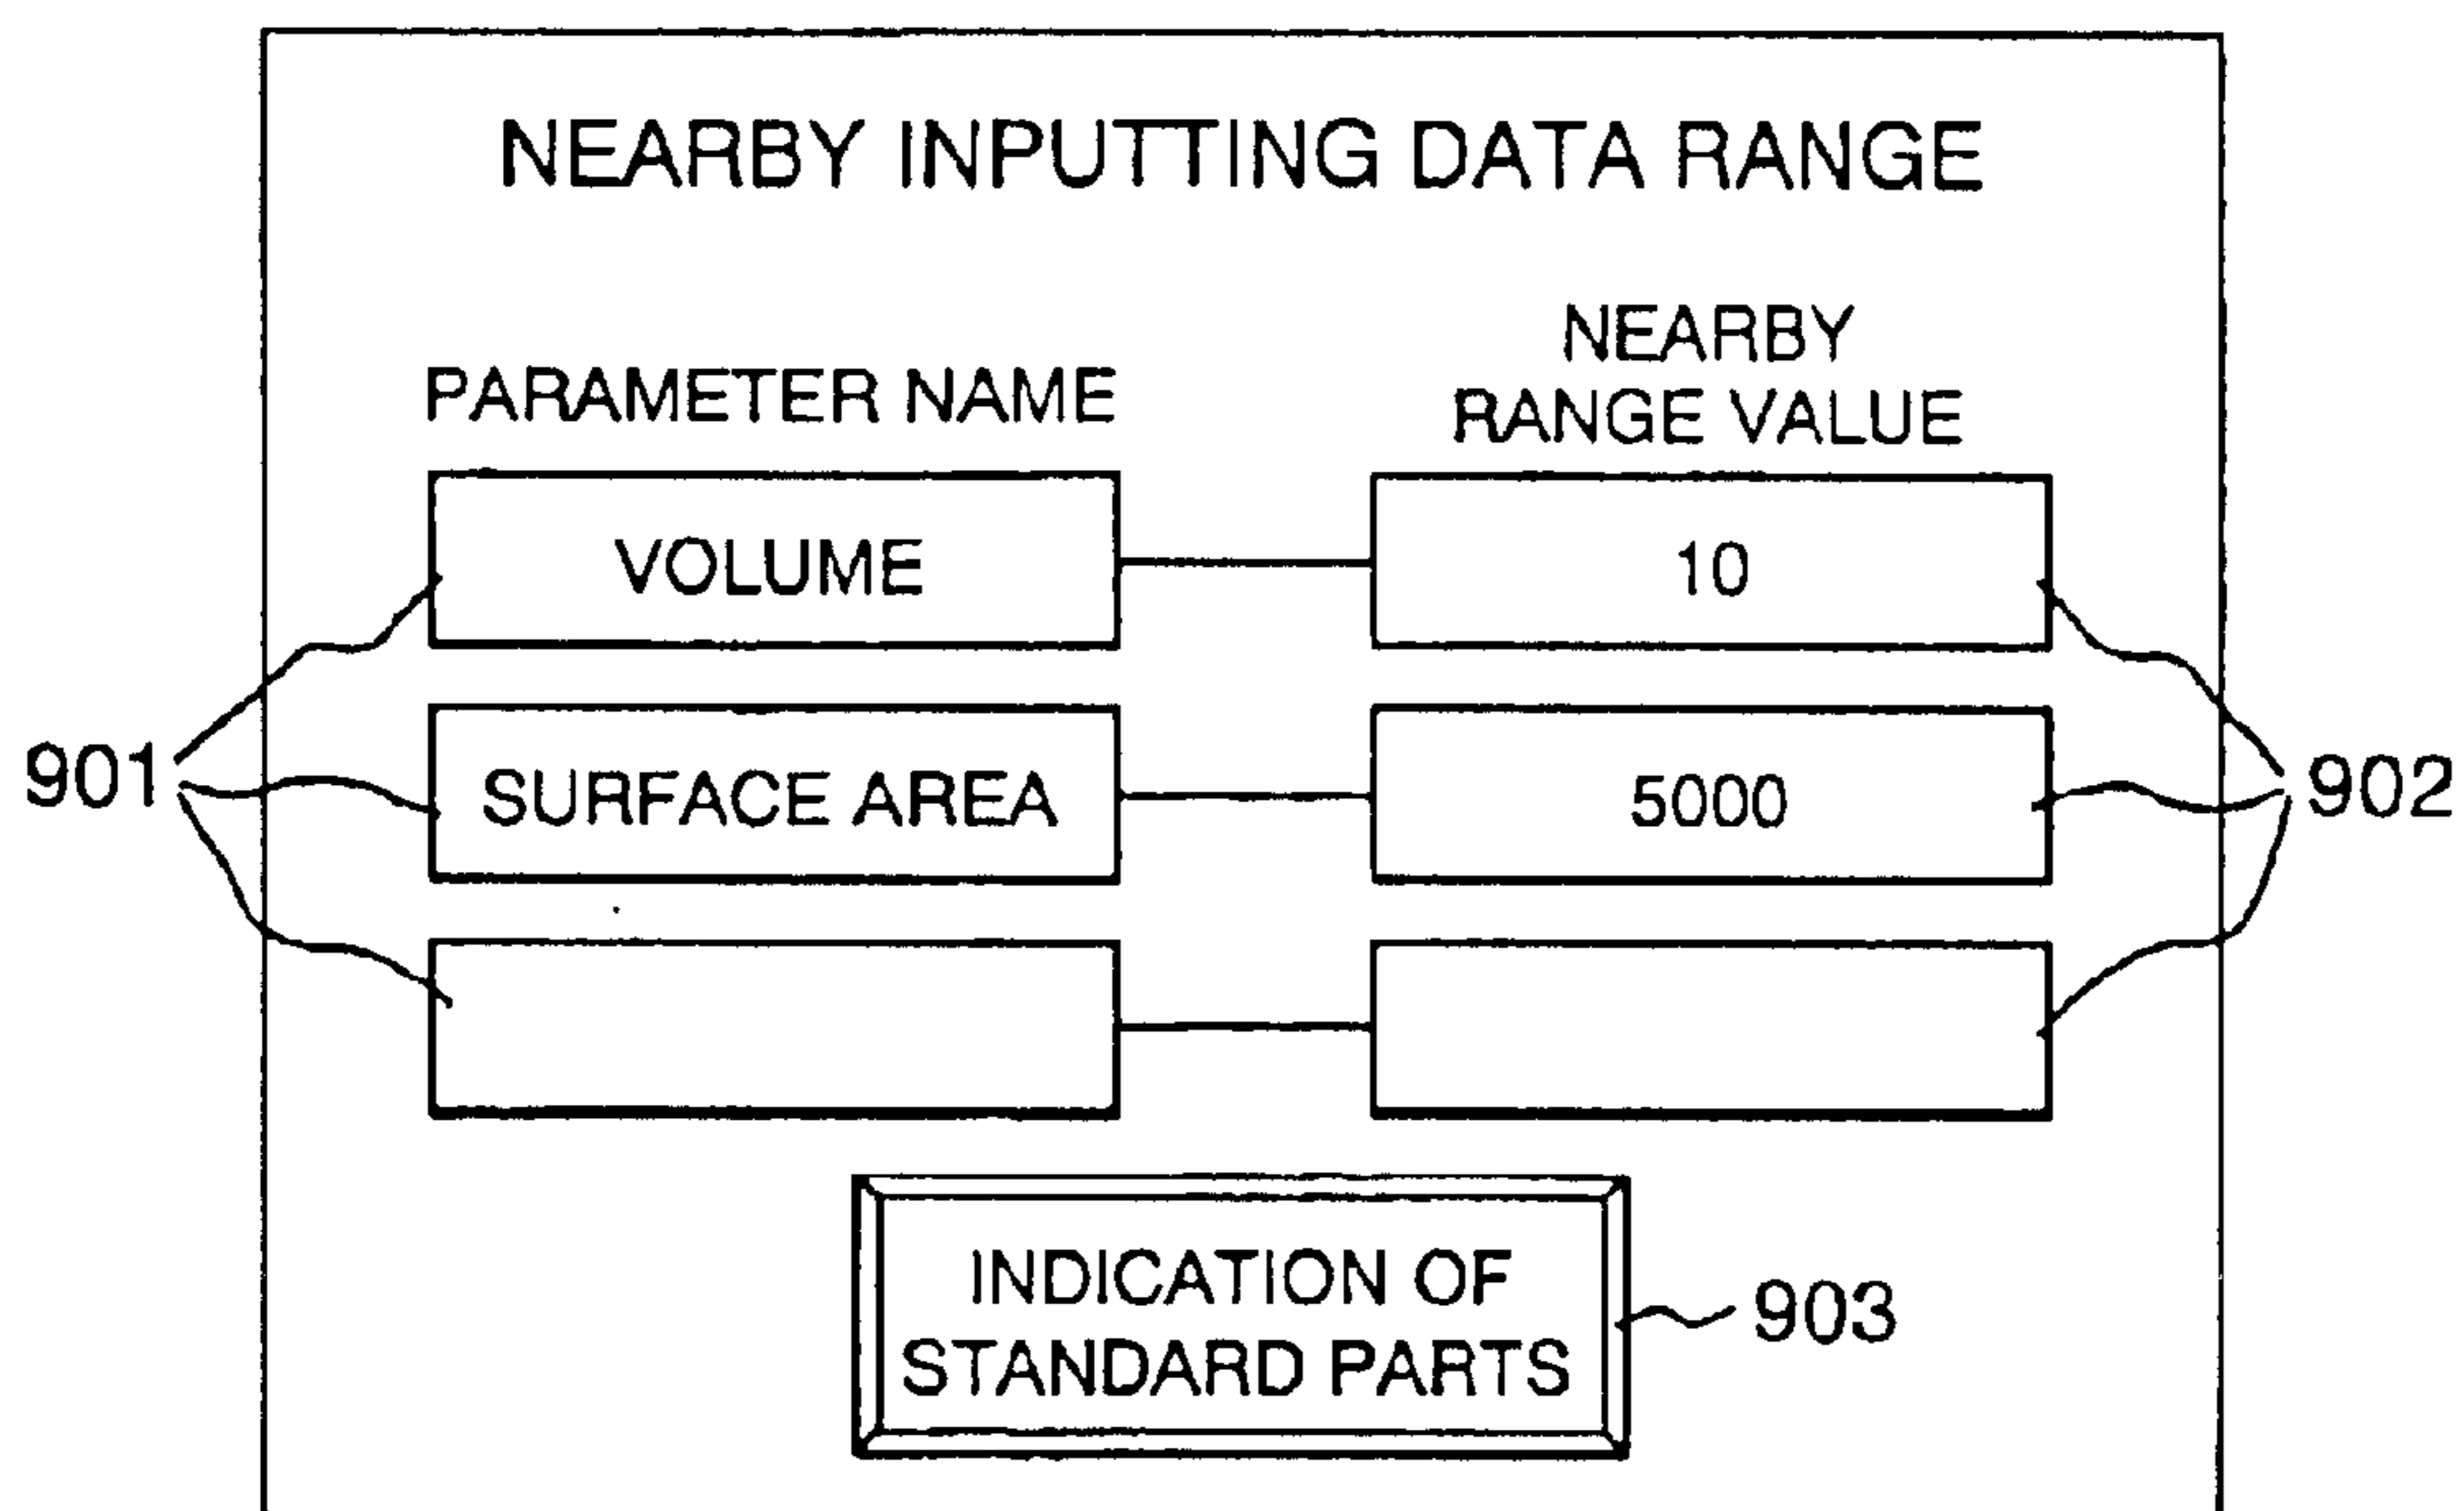 NEARBY INPUTTING DATA RANGE
PARAMETER NAME
NEARBY
RANGE VALUE
VOLUME
10
901
SURFACE AREA
5000
902
INDICATION OF
STANDARD PARTS
903